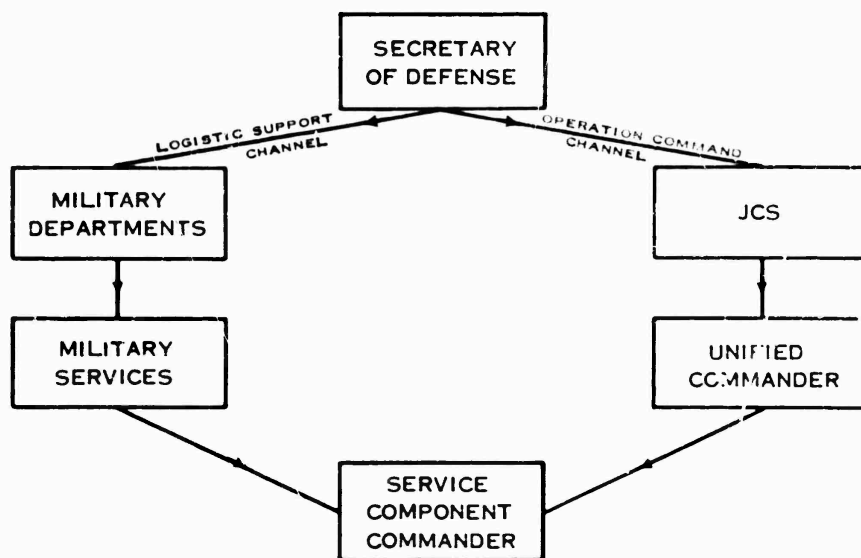 SECRETARY
OF DEFENSE
LOGISTIC SUPPORT
CHANNEL
OPERATION COMMAND
CHANNEL
MILITARY
DEPARTMENTS
JCS
MILITARY
SERVICES
UNIFIED
COMMANDER
SERVICE
COMPONENT
COMMANDER